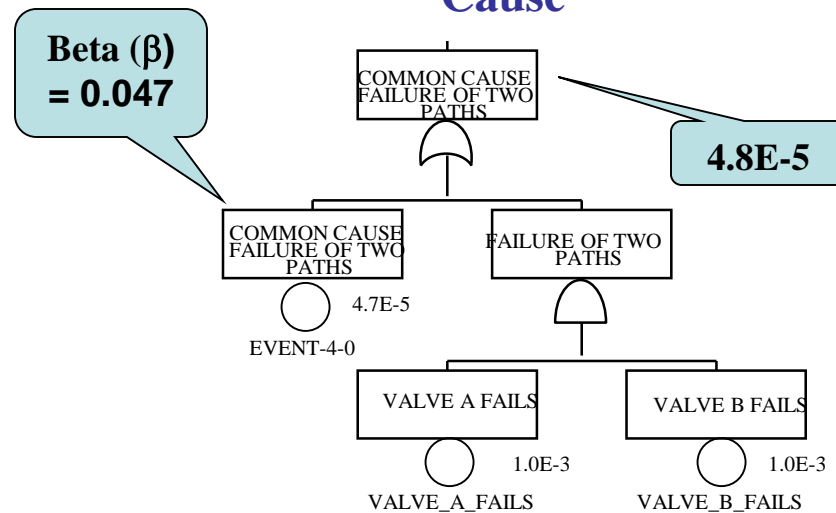 Cause
Beta (β)
= 0.047
COMMON CAUSE
FAILURE OF TWO
PATHS
4.8E-5
COMMON CAUSE
FAILURE OF TWO
PATHS
4.7E-5
EVENT-4-0
FAILURE OF TWO
PATHS
VALVE A FAILS
1.0E-3
VALVE_A_FAILS
VALVE B FAILS
1.0E-3
VALVE_B_FAILS